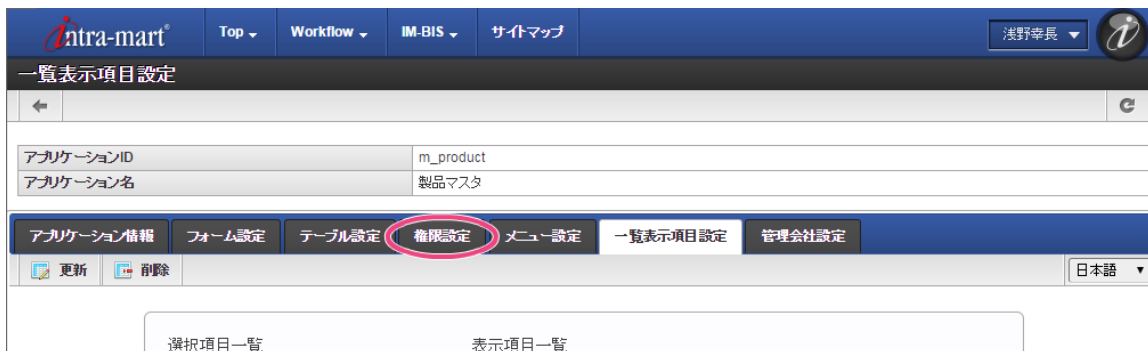 intra-mart® Top Workflow IM-BIS サイトマップ 浅野幸長
一覧表示項目設定
アプリケーションID m_product
アプリケーション名 製品マスタ
アプリケーション情報 フォーム設定 テーブル設定 権限設定 メニュー設定 一覧表示項目設定 管理会社設定
更新 削除 日本語
選択項目一覧 表示項目一覧